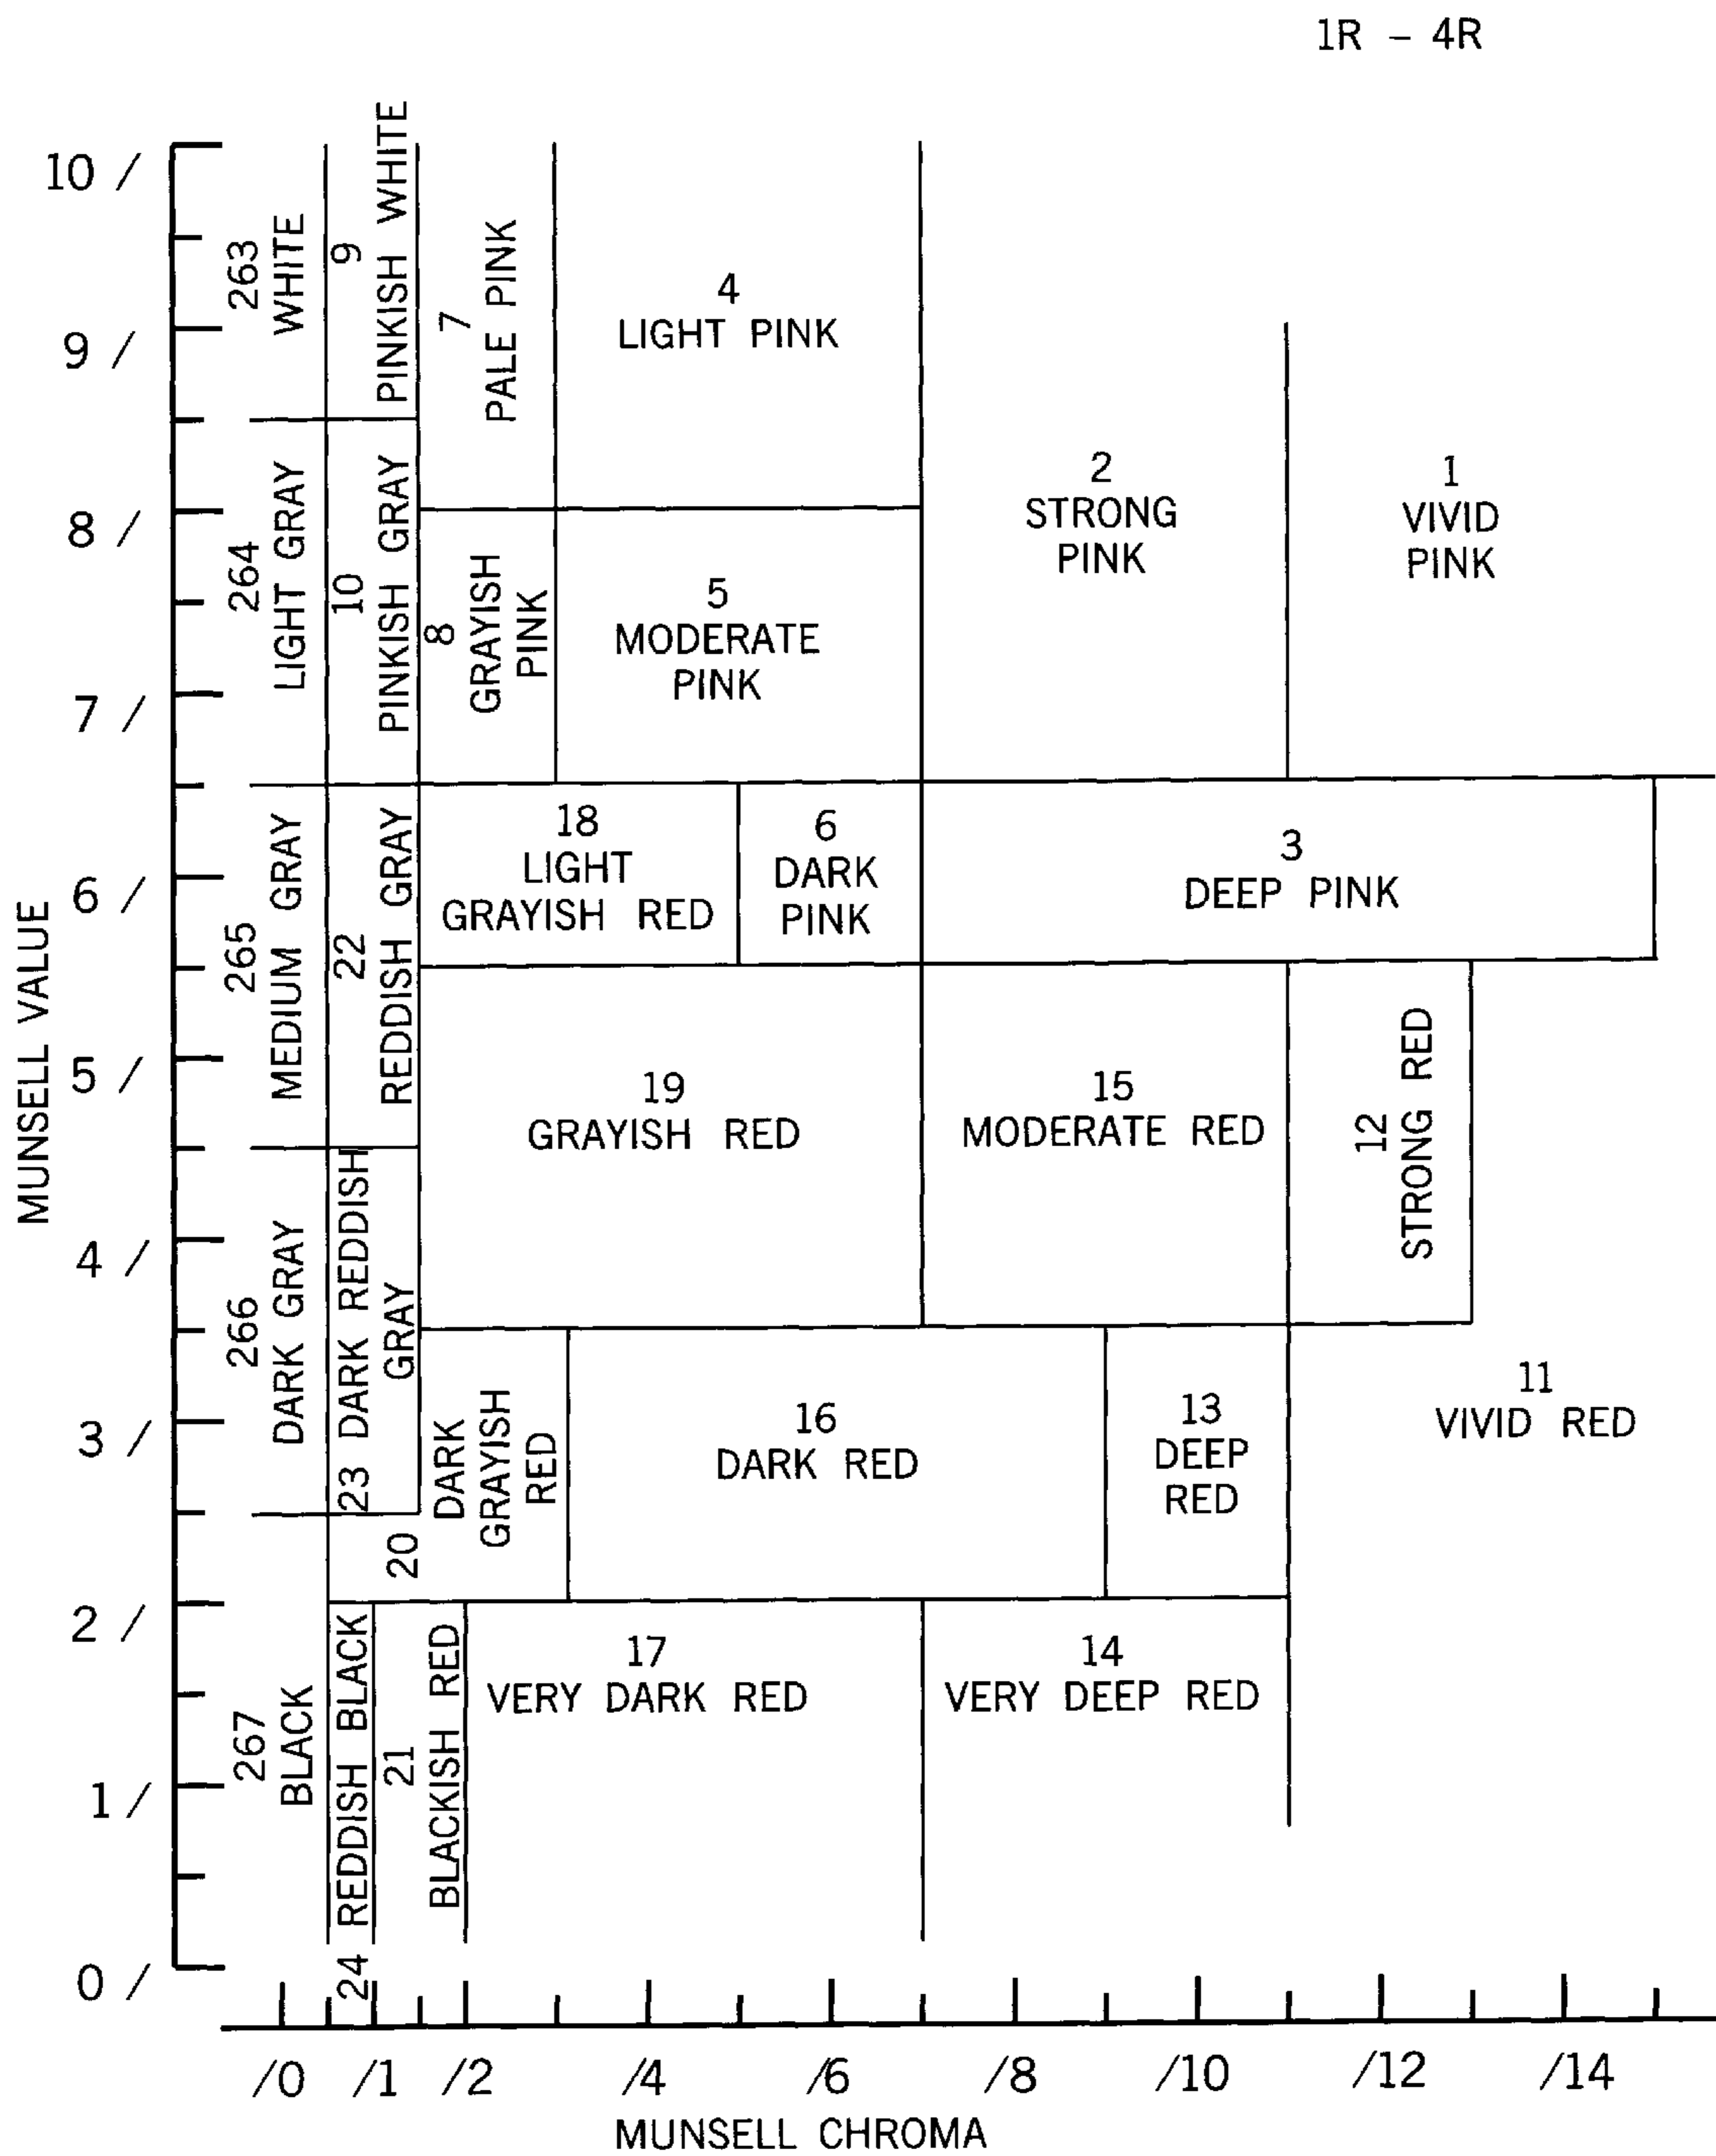 1R – 4R
MUNSELL VALUE
10 /
9 /
8 /
7 /
6 /
5 /
4 /
3 /
2 /
1 /
0 /
263
WHITE
9
PINKISH WHITE
7
PALE PINK
4
LIGHT PINK
2
STRONG
PINK
1
VIVID
PINK
264
LIGHT GRAY
10
PINKISH GRAY
8
GRAYISH
PINK
5
MODERATE
PINK
265
MEDIUM GRAY
22
REDDISH GRAY
18
LIGHT
GRAYISH RED
6
DARK
PINK
3
DEEP PINK
19
GRAYISH RED
15
MODERATE RED
12
STRONG RED
266
DARK GRAY
23 DARK REDDISH
GRAY
20
DARK
GRAYISH
RED
16
DARK RED
13
DEEP
RED
11
VIVID RED
267
BLACK
24 REDDISH BLACK
21
BLACKISH RED
17
VERY DARK RED
14
VERY DEEP RED
/0 /1 /2 /4 /6 /8 /10 /12 /14
MUNSELL CHROMA